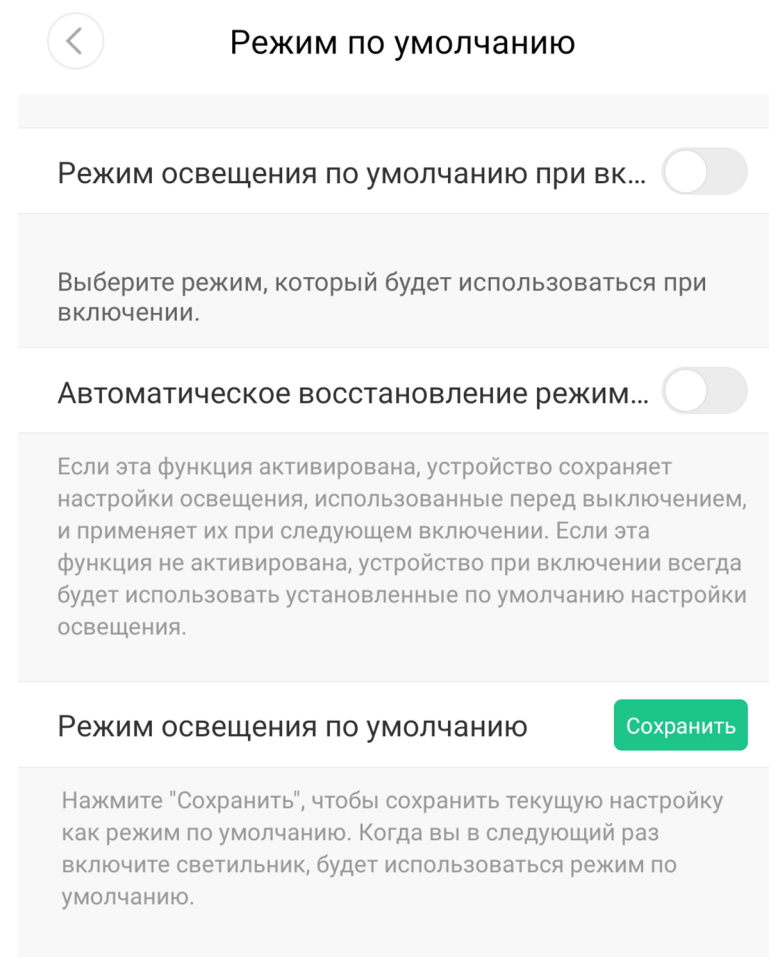 Режим по умолчанию
Режим освещения по умолчанию при вк...
Выберите режим, который будет использоваться при
включении.
Автоматическое восстановление режим...
Если эта функция активирована, устройство сохраняет
настройки освещения, использованные перед выключением,
и применяет их при следующем включении. Если эта
функция не активирована, устройство при включении всегда
будет использовать установленные по умолчанию настройки
освещения.
Режим освещения по умолчанию
Сохранить
Нажмите "Сохранить", чтобы сохранить текущую настройку
как режим по умолчанию. Когда вы в следующий раз
включите светильник, будет использоваться режим по
умолчанию.